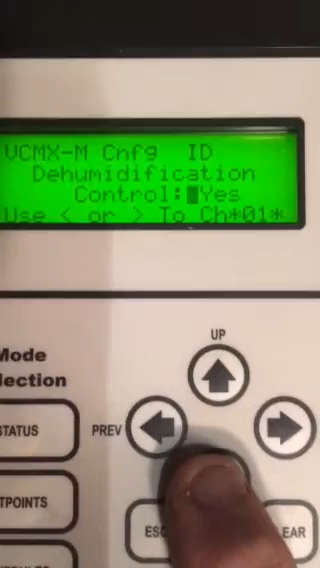 VCMX-M Cnfg ID
Dehumidification
Control: Yes
Use < or > To Ch*01*
UP
Mode
lection
STATUS
PREV
TPOINTS
ESC
EAR